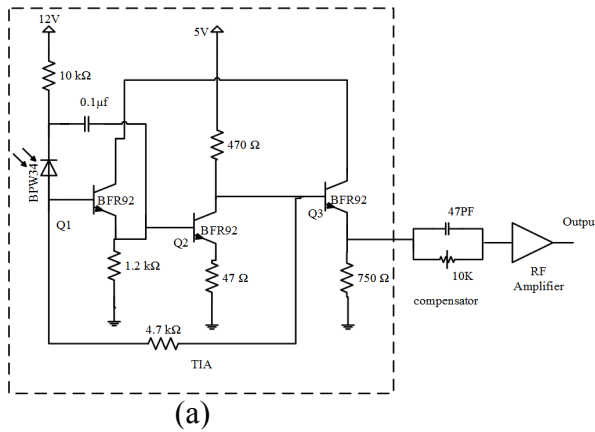 12V
5V
10 kΩ
0.1µf
470 Ω
BPW34
BFR92
BFR92
Q1
Q3
BFR92
Q2
47PF
Outpu
1.2 kΩ
47 Ω
750 Ω
10K
RF
Amplifier
compensator
4.7 kΩ
TIA
(a)